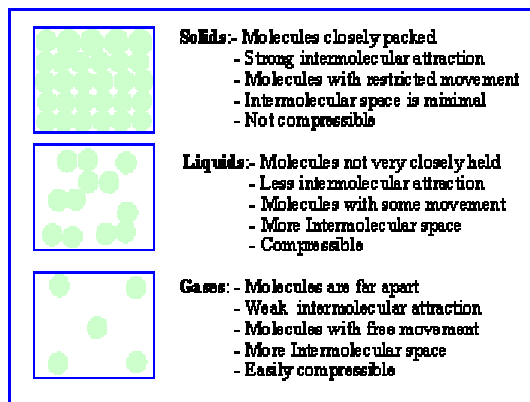 Solids:- Molecules closely packed
- Strong intermolecular attraction
- Molecules with restricted movement
- Intermolecular space is minimal
- Not compressible
Liquids:- Molecules not very closely held
- Less intermolecular attraction
- Molecules with some movement
- More Intermolecular space
- Compressible
Gases: - Molecules are far apart
- Weak intermolecular attraction
- Molecules with free movement
- More Intermolecular space
- Easily compressible